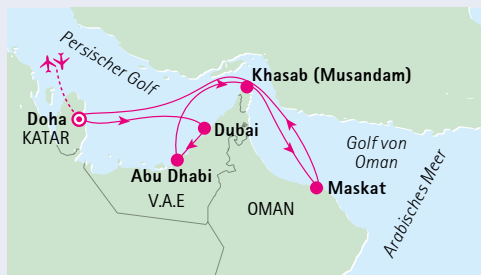 Persischer Golf
Khasab (Musandam)
Doha
KATAR
Dubai
Golf von
Oman
Abu Dhabi
V.A.E
OMAN
Maskat
Arabisches Meer